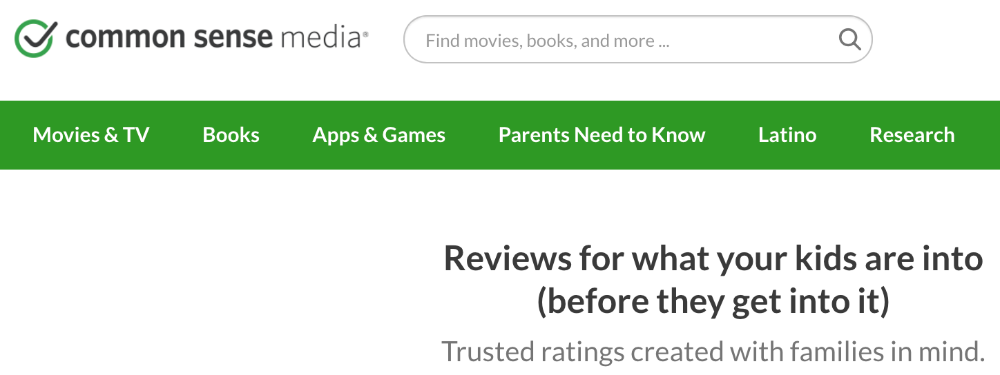 common sense media®
Find movies, books, and more ...
Movies & TV Books Apps & Games Parents Need to Know Latino Research
Reviews for what your kids are into
(before they get into it)
Trusted ratings created with families in mind.